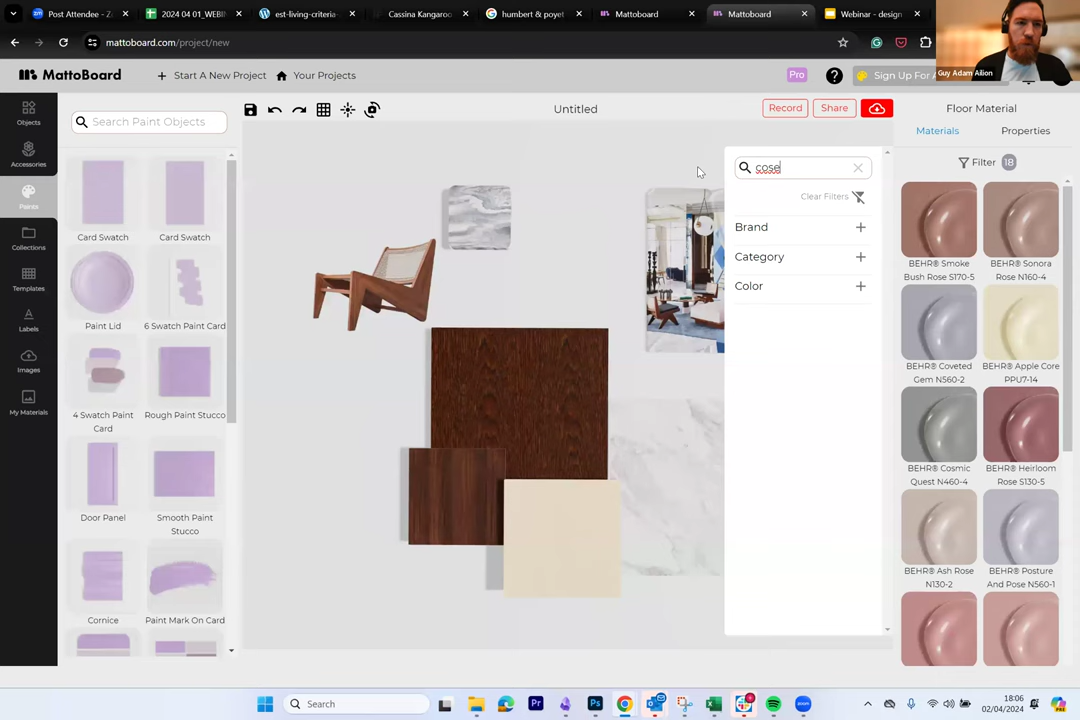 Post Attendee - Z
2024 04 01_WEBI
est-living-criteria-
Cassina Kangaroo
humbert & poyet
Mattoboard
Mattoboard
Webinar - design
mattoboard.com/project/new
Guy Adam Ailion
MattoBoard
Start A New Project
Your Projects
Pro
Sign Up For A
Objects
Accessories
Paints
Collections
Templates
Labels
Images
My Materials
Search Paint Objects
Card Swatch
Card Swatch
Paint Lid
6 Swatch Paint Card
4 Swatch Paint
Card
Rough Paint Stucco
Door Panel
Smooth Paint
Stucco
Cornice
Paint Mark On Card
Untitled
Record
Share
cose
Clear Filters
Brand
Category
Color
Floor Material
Materials
Properties
Filter 18
BEHR® Smoke
Bush Rose S170-5
BEHR® Sonora
Rose N160-4
BEHR® Coveted
Gem N560-2
BEHR® Apple Core
PPU7-14
BEHR® Cosmic
Quest N460-4
BEHR® Heirloom
Rose S130-5
BEHR® Ash Rose
N130-2
BEHR® Posture
And Pose N560-1
Search
18:06
02/04/2024